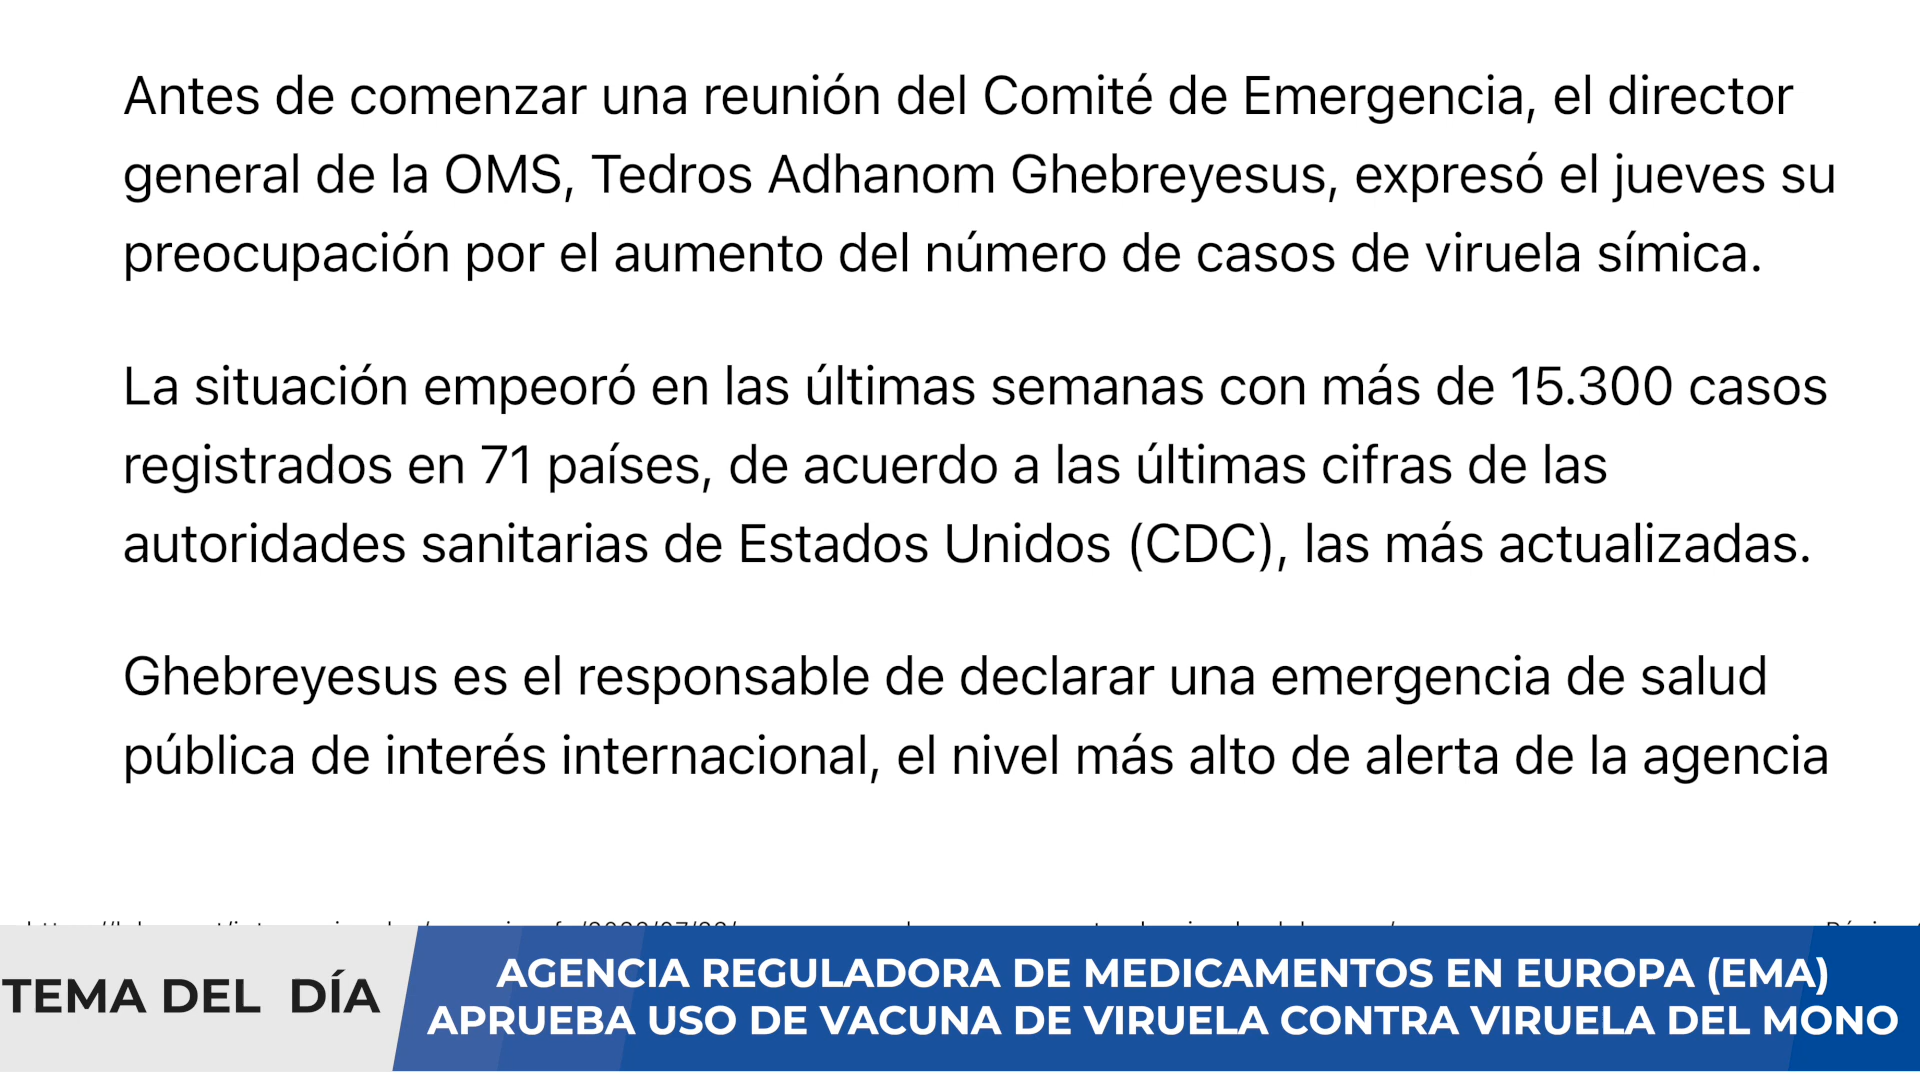 Antes de comenzar una reunión del Comité de Emergencia, el director
general de la OMS, Tedros Adhanom Ghebreyesus, expresó el jueves su
preocupación por el aumento del número de casos de viruela símica.
La situación empeoró en las últimas semanas con más de 15.300 casos
registrados en 71 países, de acuerdo a las últimas cifras de las
autoridades sanitarias de Estados Unidos (CDC), las más actualizadas.
Ghebreyesus es el responsable de declarar una emergencia de salud
pública de interés internacional, el nivel más alto de alerta de la agencia
TEMA DEL DÍA
AGENCIA REGULADORA DE MEDICAMENTOS EN EUROPA (EMA)
APRUEBA USO DE VACUNA DE VIRUELA CONTRA VIRUELA DEL MONO